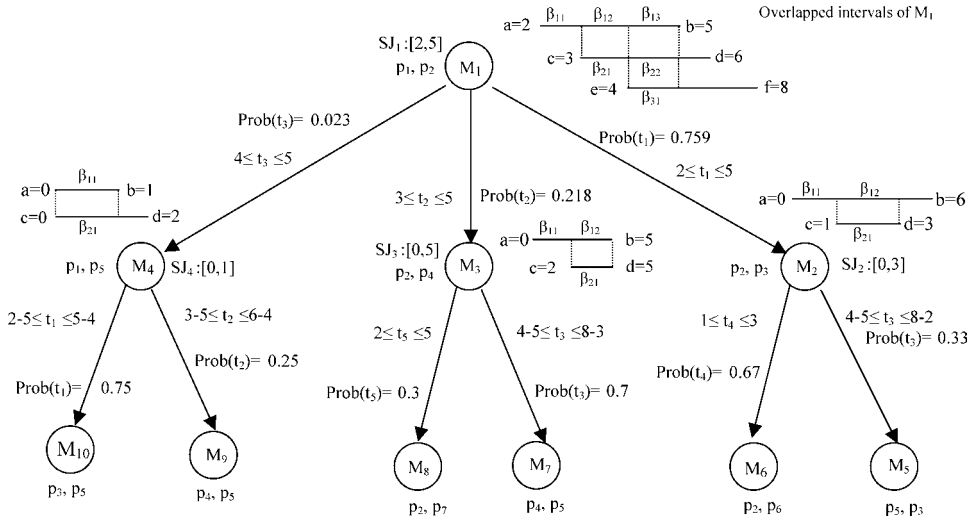 Overlapped intervals of M₁
β₁₁ β₁₂ β₁₃
a=2 b=5
c=3 β₂₁ β₂₂ d=6
e=4 β₃₁ f=8
SJ₁:[2,5]
p₁, p₂ M₁
Prob(t₃)= 0.023
4≤ t₃ ≤5
3≤ t₂ ≤5
Prob(t₂)= 0.218
Prob(t₁)= 0.759
2≤ t₁ ≤5
β₁₁
a=0 b=1
c=0 d=2
β₂₁
p₁, p₅ M₄ SJ₄:[0,1]
SJ₃:[0,5]
p₂, p₄ M₃
β₁₁ β₁₂
a=0 b=5
c=2 d=5
β₂₁
β₁₁ β₁₂
a=0 b=6
c=1 d=3
β₂₁
p₂, p₃ M₂ SJ₂:[0,3]
2-5≤ t₁ ≤5-4
3-5≤ t₂ ≤6-4
Prob(t₁)= 0.75
Prob(t₂)= 0.25
2≤ t₅ ≤5
4-5≤ t₃ ≤8-3
Prob(t₅)= 0.3
Prob(t₃)= 0.7
1≤ t₄ ≤3
4-5≤ t₃ ≤8-2
Prob(t₃)= 0.33
Prob(t₄)= 0.67
M₁₀ M₉ M₈ M₇ M₆ M₅
p₃, p₅ p₄, p₅ p₂, p₇ p₄, p₅ p₂, p₆ p₅, p₃